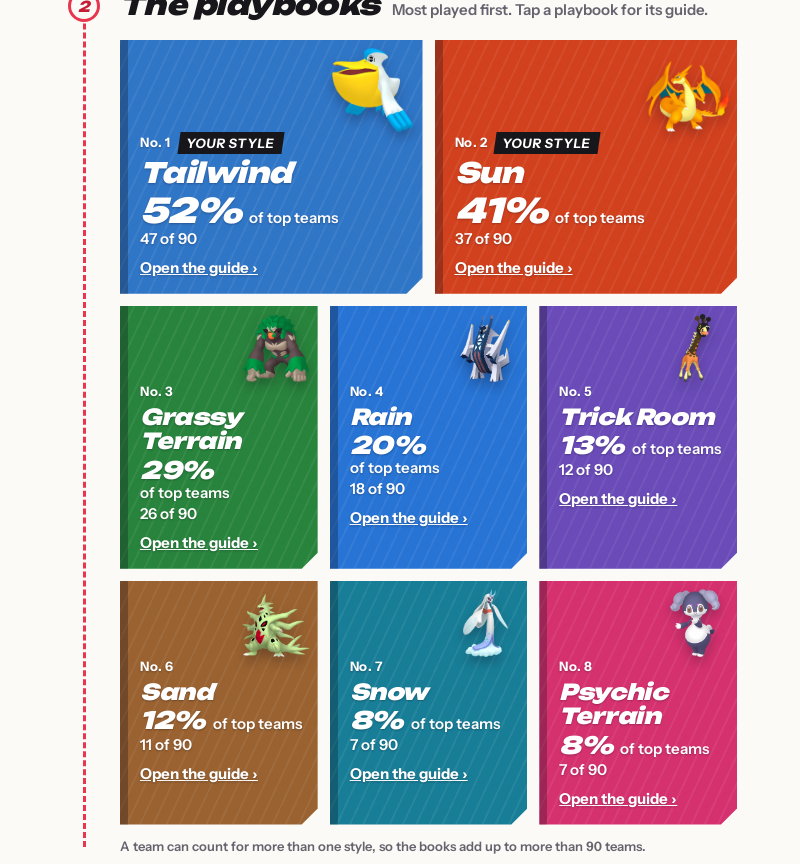 2
The playbooks Most played first. Tap a playbook for its guide.
No. 1 YOUR STYLE
Tailwind
52% of top teams
47 of 90
Open the guide ›
No. 2 YOUR STYLE
Sun
41% of top teams
37 of 90
Open the guide ›
No. 3
Grassy
Terrain
29%
of top teams
26 of 90
Open the guide ›
No. 4
Rain
20%
of top teams
18 of 90
Open the guide ›
No. 5
Trick Room
13% of top teams
12 of 90
Open the guide ›
No. 6
Sand
12% of top teams
11 of 90
Open the guide ›
No. 7
Snow
8% of top teams
7 of 90
Open the guide ›
No. 8
Psychic
Terrain
8% of top teams
7 of 90
Open the guide ›
A team can count for more than one style, so the books add up to more than 90 teams.